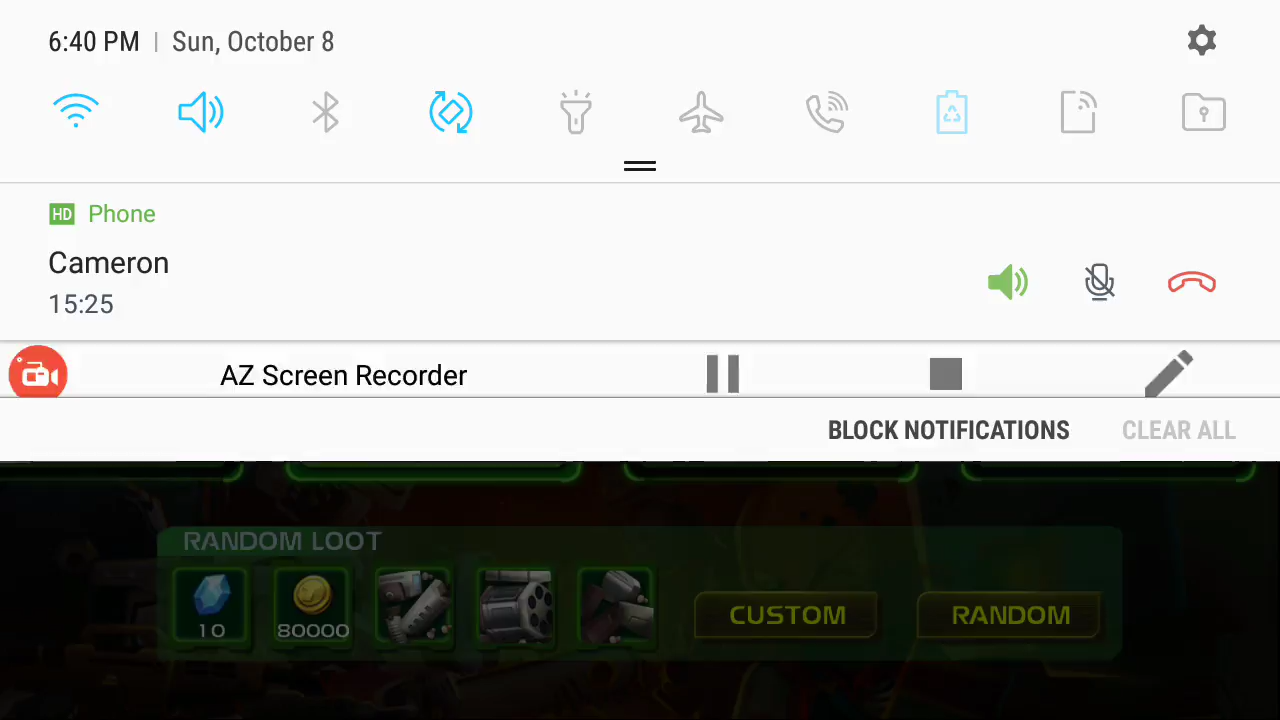 6:40 PM | Sun, October 8
HD Phone
Cameron
15:25
AZ Screen Recorder
BLOCK NOTIFICATIONS CLEAR ALL
RANDOM LOOT
10 80000
CUSTOM RANDOM